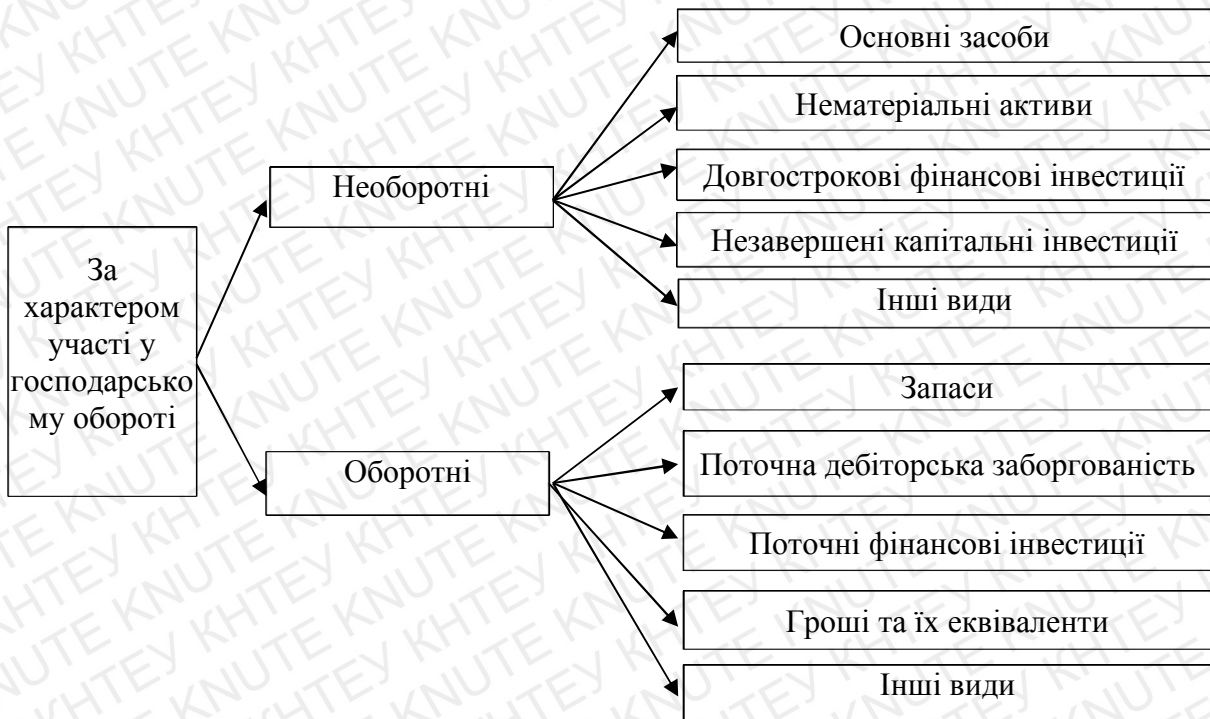 За
характером
участі у
господарсько
му обороті
Необоротні
Основні засоби
Нематеріальні активи
Довгострокові фінансові інвестиції
Незавершені капітальні інвестиції
Інші види
Оборотні
Запаси
Поточна дебіторська заборгованість
Поточні фінансові інвестиції
Гроші та їх еквіваленти
Інші види